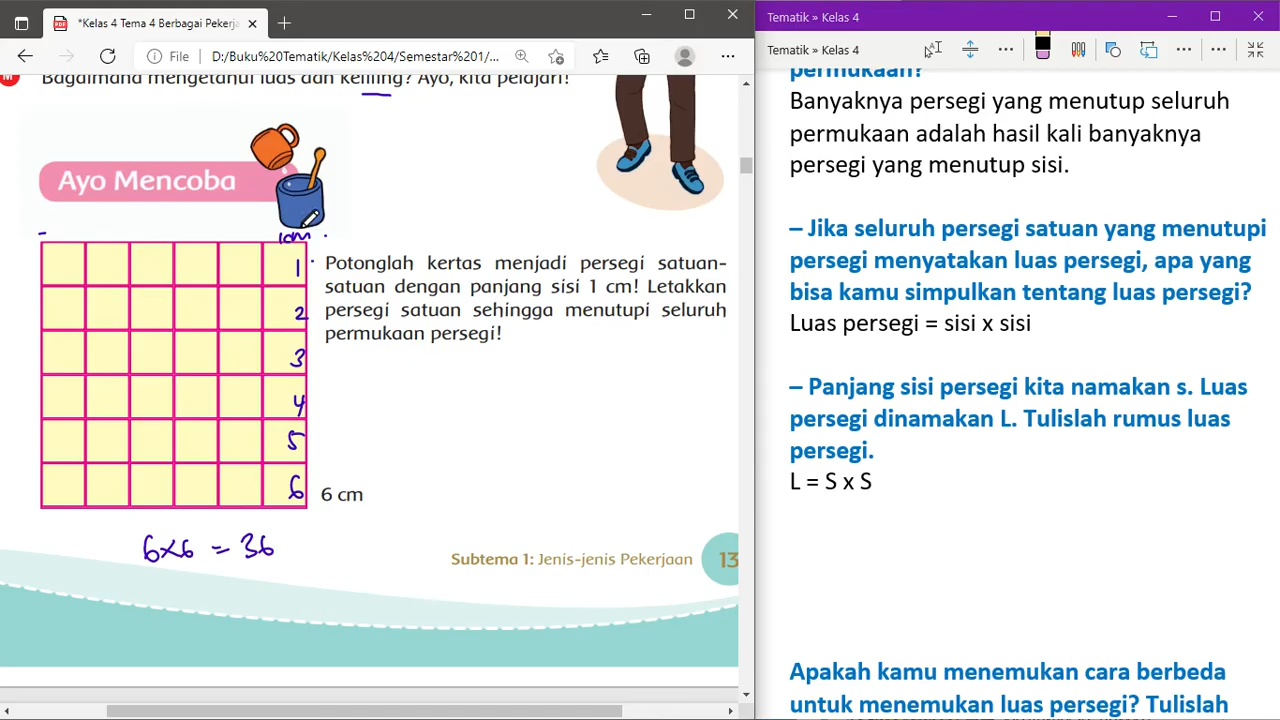 *Kelas 4 Tema 4 Berbagai Pekerja
File
D:/Buku%20Tematik/Kelas%204/Semestar%201/...
Bagaimana mengetahui luas dan keliling? Ayo, kita pelajari!
Ayo Mencoba
1cm
1
2
3
4
5
6
Potonglah kertas menjadi persegi satuan-
satuan dengan panjang sisi 1 cm! Letakkan
persegi satuan sehingga menutupi seluruh
permukaan persegi!
6 cm
6x6 = 36
Subtema 1: Jenis-jenis Pekerjaan
13
Tematik » Kelas 4
Tematik » Kelas 4
permukaan?
Banyaknya persegi yang menutup seluruh
permukaan adalah hasil kali banyaknya
persegi yang menutup sisi.
– Jika seluruh persegi satuan yang menutupi
persegi menyatakan luas persegi, apa yang
bisa kamu simpulkan tentang luas persegi?
Luas persegi = sisi x sisi
– Panjang sisi persegi kita namakan s. Luas
persegi dinamakan L. Tulislah rumus luas
persegi.
L = S x S
Apakah kamu menemukan cara berbeda
untuk menemukan luas persegi? Tulislah